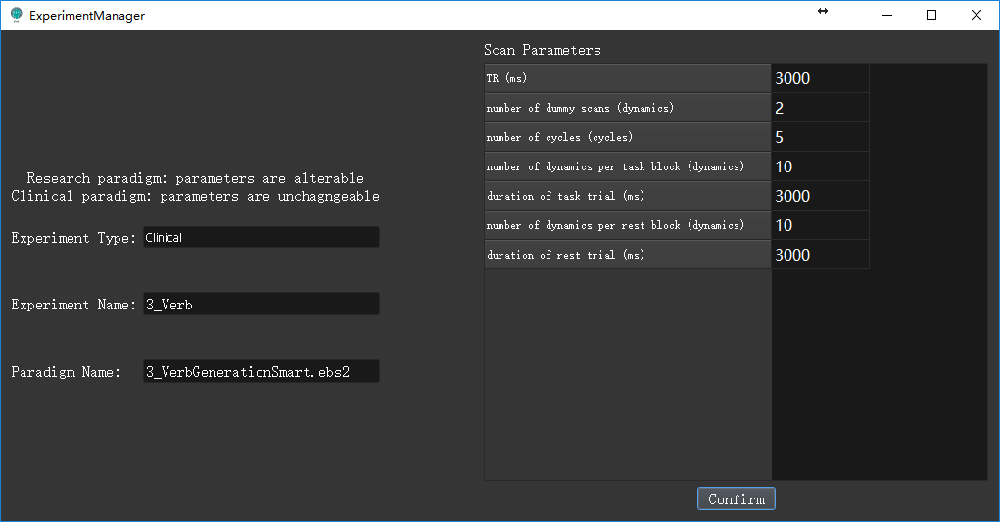 ExperimentManager
Research paradigm: parameters are alterable
Clinical paradigm: parameters are unchagngeable
Experiment Type: Clinical
Experiment Name: 3_Verb
Paradigm Name: 3_VerbGenerationSmart.ebs2
Scan Parameters
TR (ms) 3000
number of dummy scans (dynamics) 2
number of cycles (cycles) 5
number of dynamics per task block (dynamics) 10
duration of task trial (ms) 3000
number of dynamics per rest block (dynamics) 10
duration of rest trial (ms) 3000
Confirm